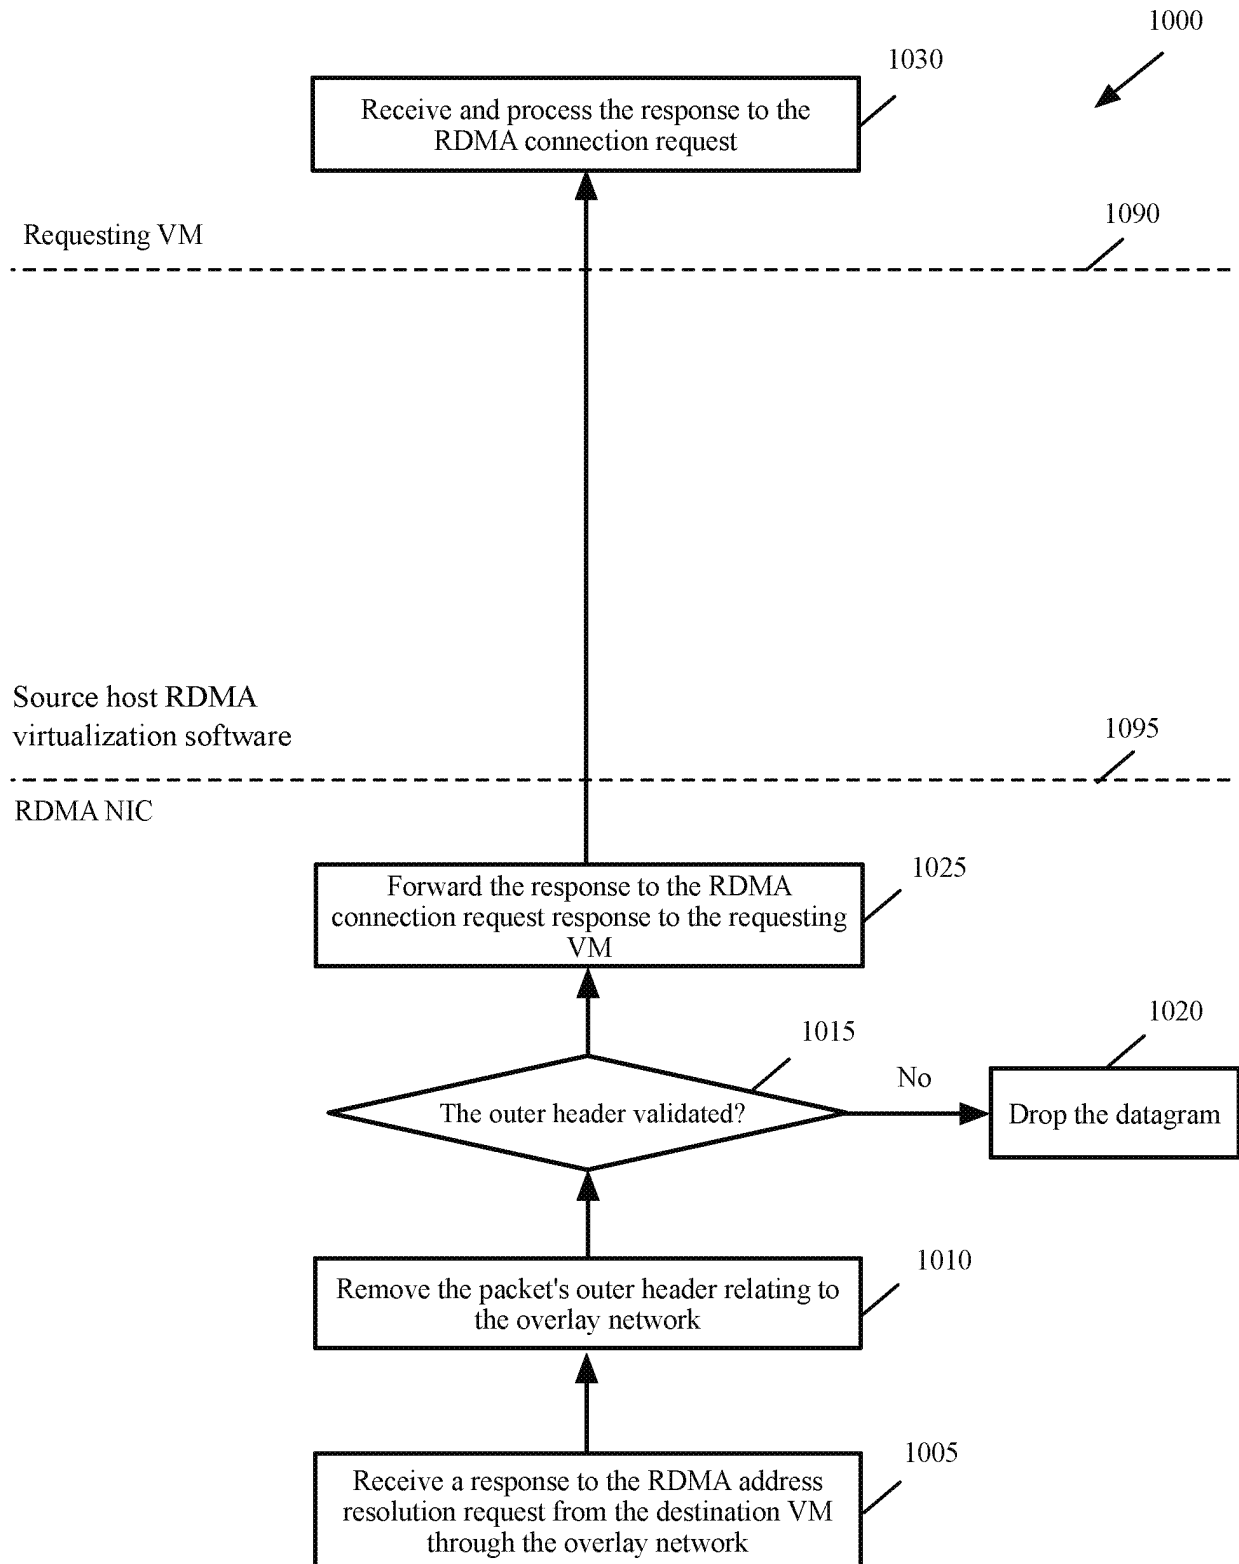 1000
1030
Receive and process the response to the
RDMA connection request
1090
Requesting VM
Source host RDMA
virtualization software
1095
RDMA NIC
1025
Forward the response to the RDMA
connection request response to the requesting
VM
1020
1015
No
The outer header validated?
Drop the datagram
1010
Remove the packet's outer header relating to
the overlay network
1005
Receive a response to the RDMA address
resolution request from the destination VM
through the overlay network